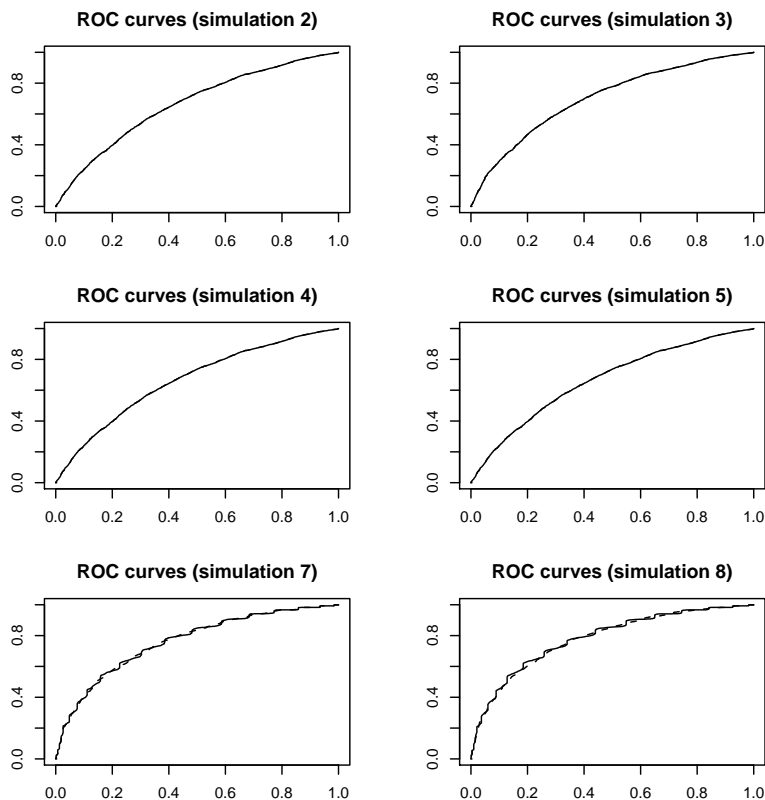 ROC curves (simulation 2)
0.0 0.4 0.8
0.0 0.2 0.4 0.6 0.8 1.0
ROC curves (simulation 3)
0.0 0.4 0.8
0.0 0.2 0.4 0.6 0.8 1.0
ROC curves (simulation 4)
0.0 0.4 0.8
0.0 0.2 0.4 0.6 0.8 1.0
ROC curves (simulation 5)
0.0 0.4 0.8
0.0 0.2 0.4 0.6 0.8 1.0
ROC curves (simulation 7)
0.0 0.4 0.8
0.0 0.2 0.4 0.6 0.8 1.0
ROC curves (simulation 8)
0.0 0.4 0.8
0.0 0.2 0.4 0.6 0.8 1.0